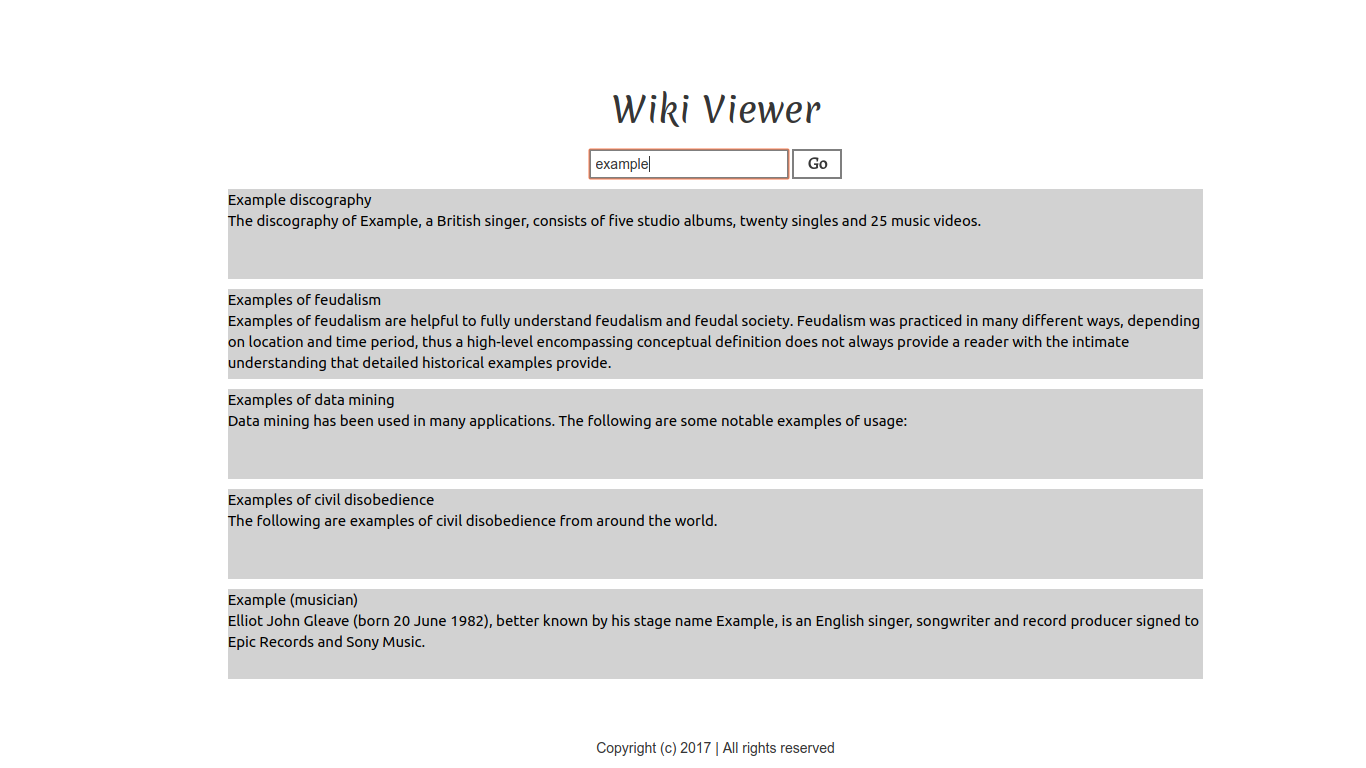 Wiki Viewer
example
Go
Example discography
The discography of Example, a British singer, consists of five studio albums, twenty singles and 25 music videos.
Examples of feudalism
Examples of feudalism are helpful to fully understand feudalism and feudal society. Feudalism was practiced in many different ways, depending
on location and time period, thus a high-level encompassing conceptual definition does not always provide a reader with the intimate
understanding that detailed historical examples provide.
Examples of data mining
Data mining has been used in many applications. The following are some notable examples of usage:
Examples of civil disobedience
The following are examples of civil disobedience from around the world.
Example (musician)
Elliot John Gleave (born 20 June 1982), better known by his stage name Example, is an English singer, songwriter and record producer signed to
Epic Records and Sony Music.
Copyright (c) 2017 | All rights reserved